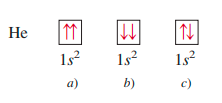 He ↑↑ ↓↓ ↑↓
1s² 1s² 1s²
a) b) c)